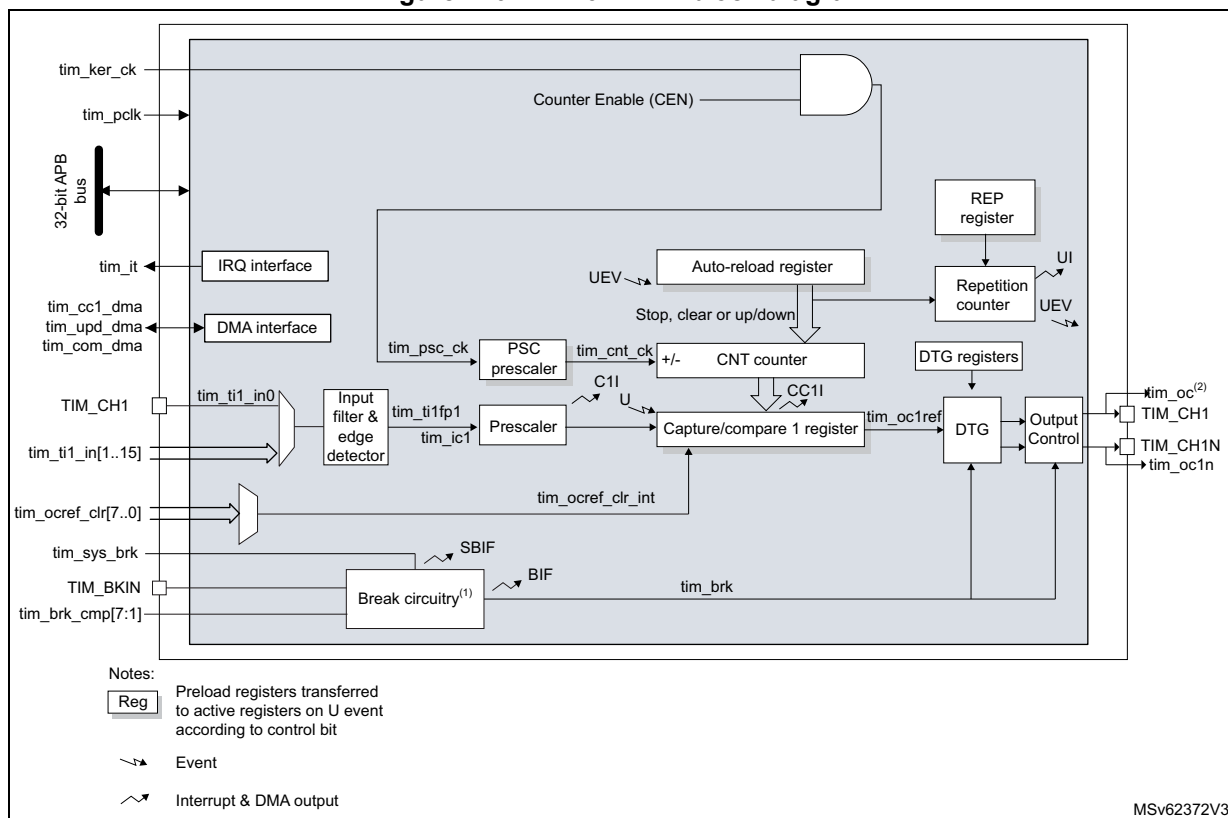 tim_ker_ck
Counter Enable (CEN)
tim_pclk
32-bit APB
bus
REP
register
tim_it
IRQ interface
UEV
Auto-reload register
UI
Repetition
counter
UEV
tim_cc1_dma
tim_upd_dma
tim_com_dma
DMA interface
Stop, clear or up/down
tim_psc_ck
PSC
prescaler
tim_cnt_ck
+/-
CNT counter
DTG registers
TIM_CH1
tim_ti1_in0
Input
filter &
edge
detector
tim_ti1fp1
tim_ic1
C1I
Prescaler
U
CC1I
Capture/compare 1 register
tim_oc1ref
DTG
Output
Control
tim_oc(2)
TIM_CH1
TIM_CH1N
tim_oc1n
tim_ti1_in[1..15]
tim_ocref_clr[7..0]
tim_ocref_clr_int
tim_sys_brk
SBIF
TIM_BKIN
BIF
Break circuitry(1)
tim_brk
tim_brk_cmp[7:1]
Notes:
Reg
Preload registers transferred
to active registers on U event
according to control bit
Event
Interrupt & DMA output
MSv62372V3